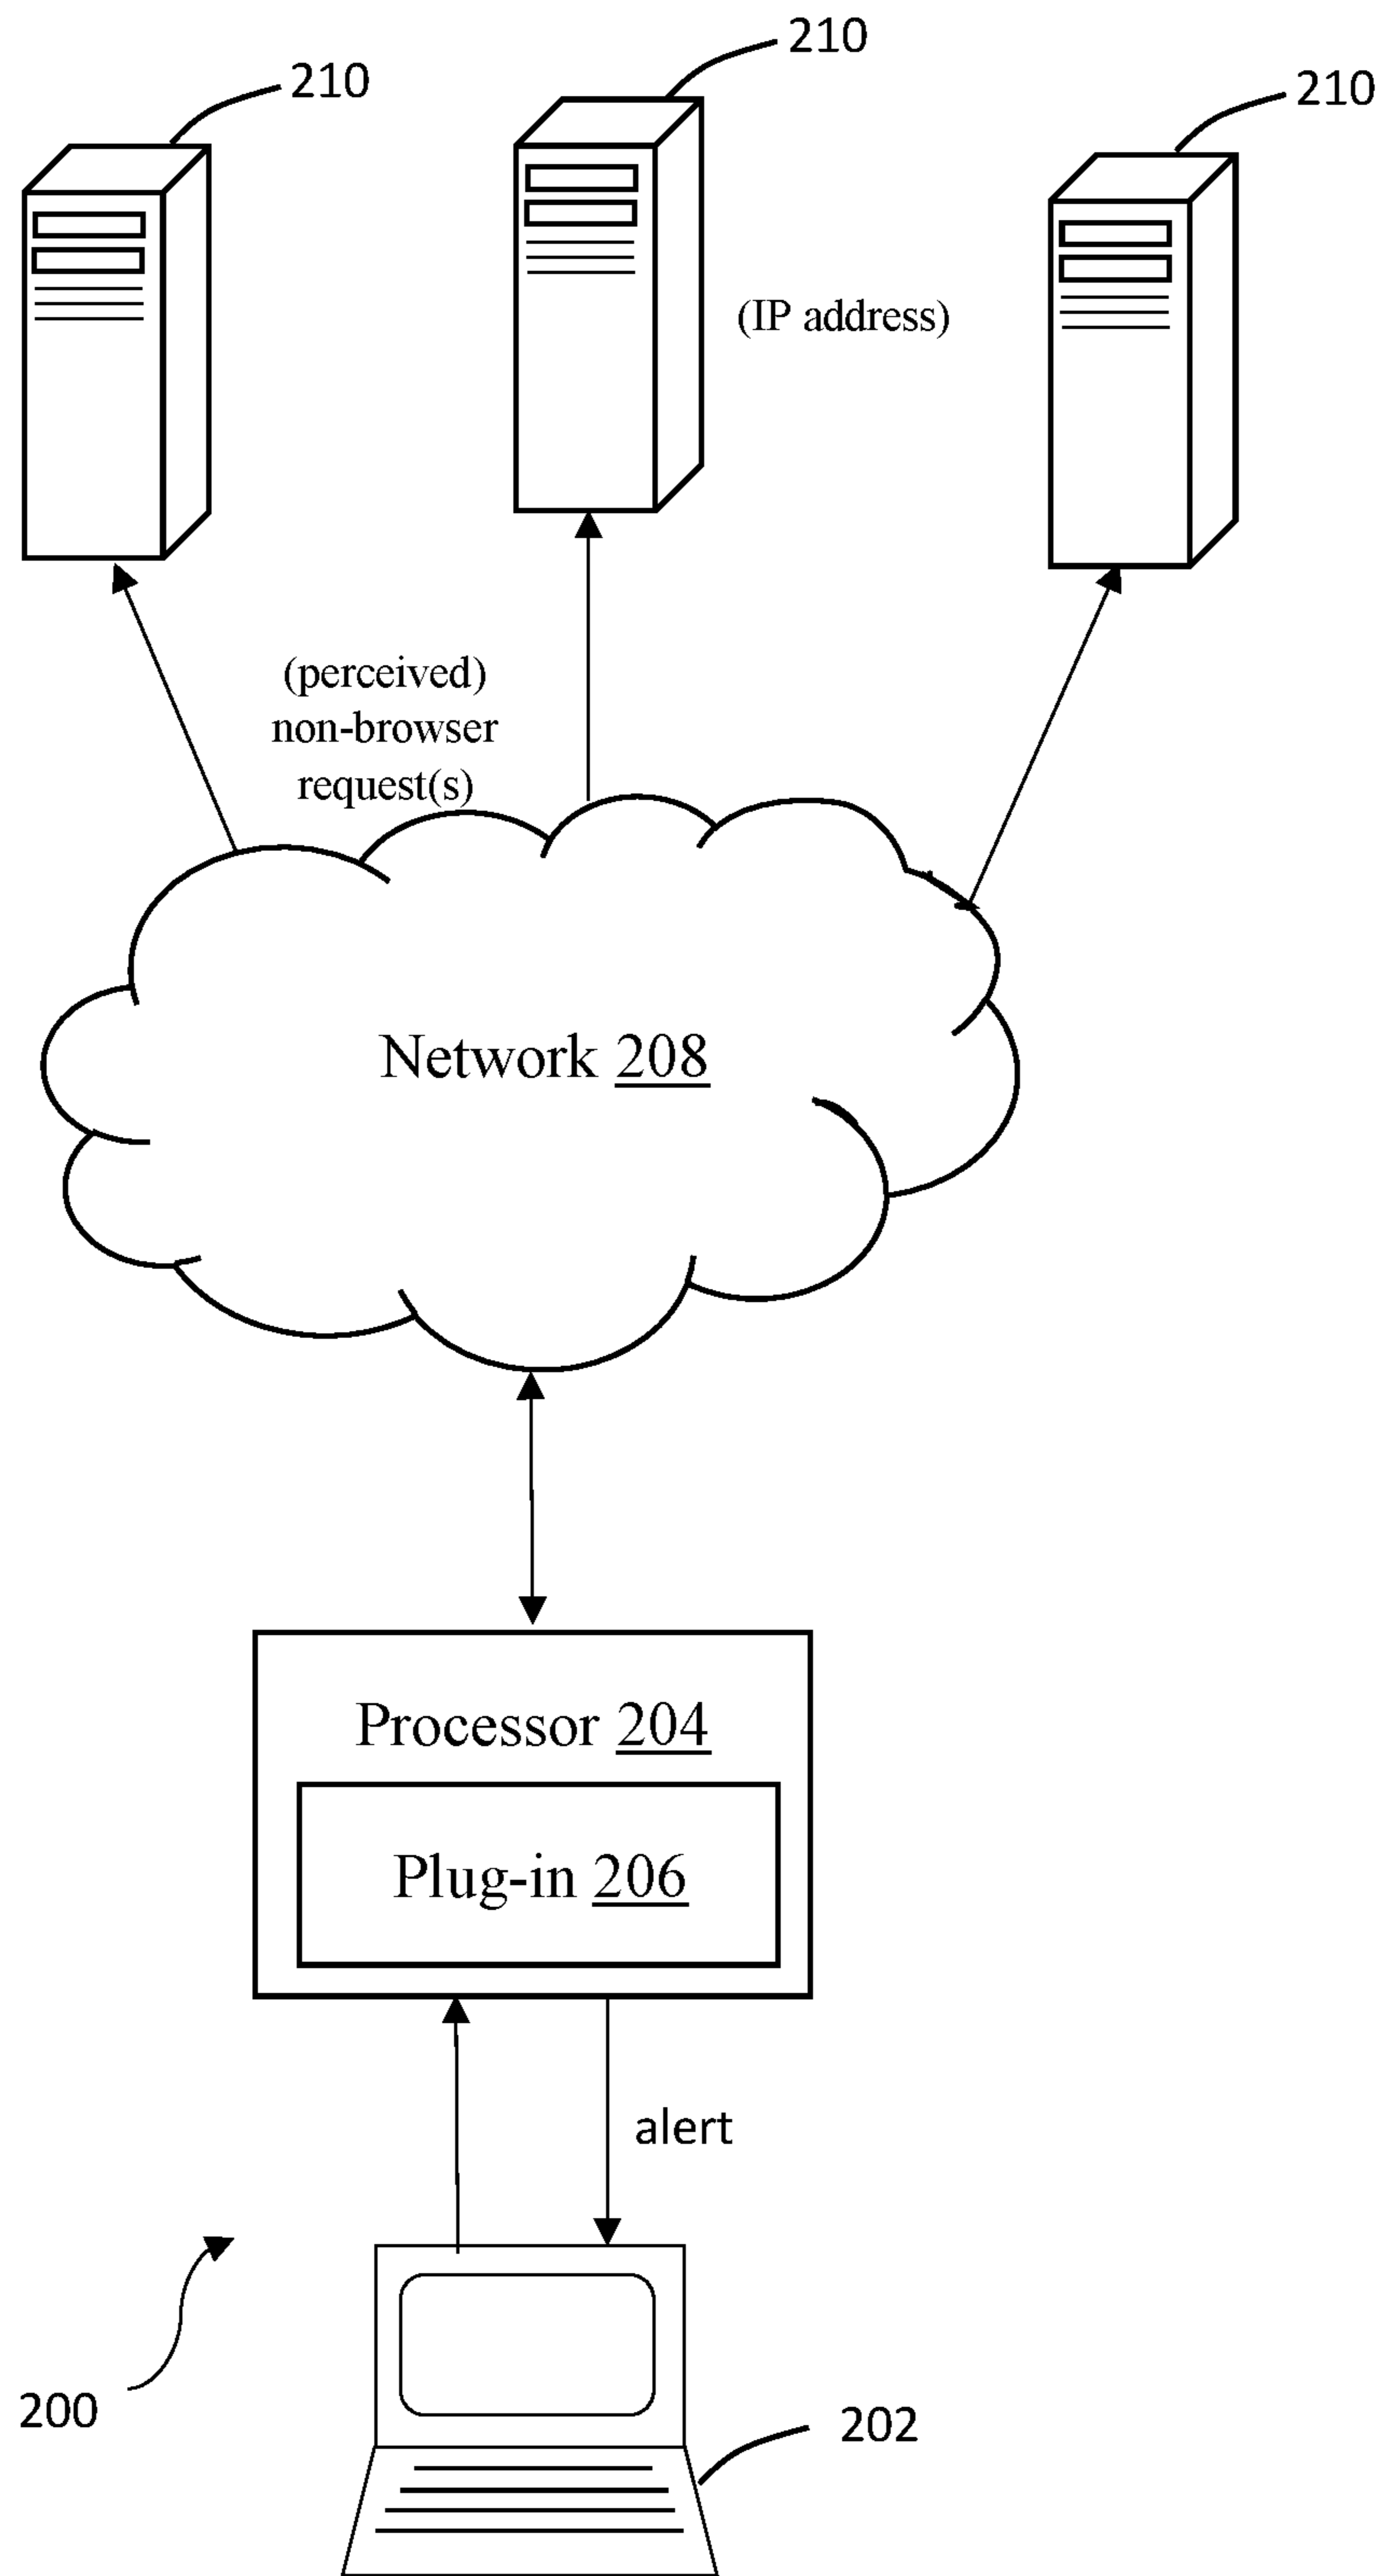 210
210
210
(IP address)
(perceived)
non-browser
request(s)
Network 208
Processor 204
Plug-in 206
alert
200
202